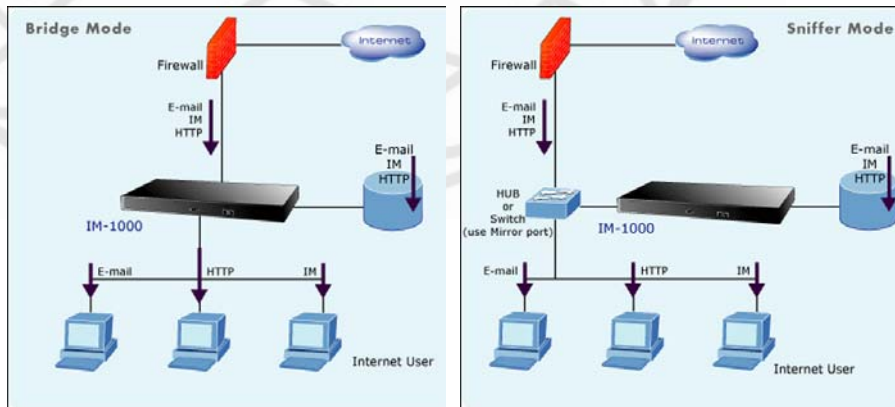 Bridge Mode
Internet
Firewall
E-mail
IM
HTTP
E-mail
IM
HTTP
IM-1000
E-mail
HTTP
IM
Internet User
Sniffer Mode
Internet
Firewall
E-mail
IM
HTTP
E-mail
IM
HTTP
HUB
or
Switch
(use Mirror port)
IM-1000
E-mail
HTTP
IM
Internet User